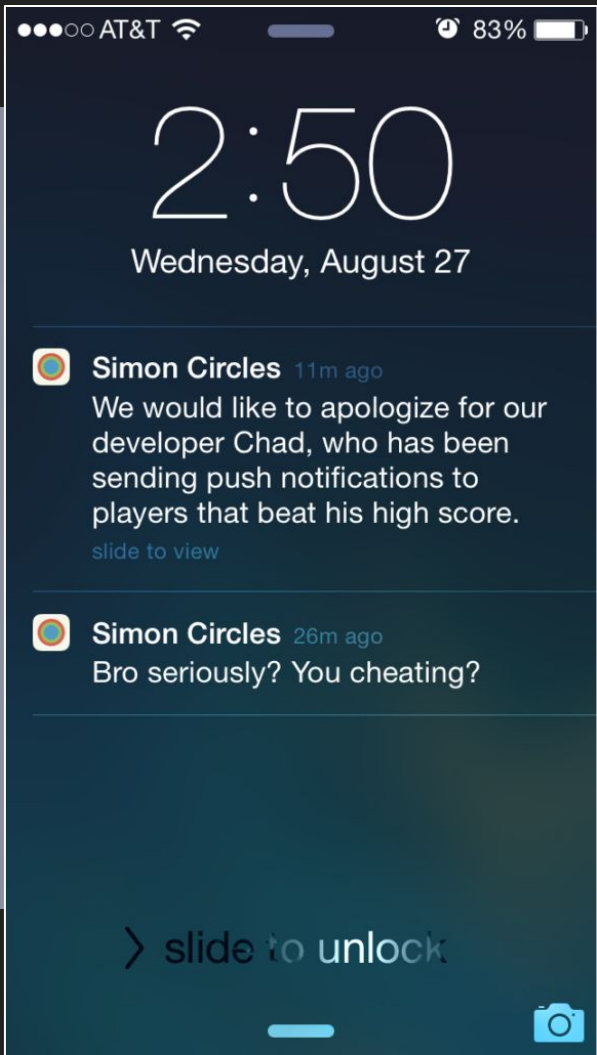 AT&T 83%
2:50
Wednesday, August 27
Simon Circles 11m ago
We would like to apologize for our
developer Chad, who has been
sending push notifications to
players that beat his high score.
slide to view
Simon Circles 26m ago
Bro seriously? You cheating?
> slide to unlock